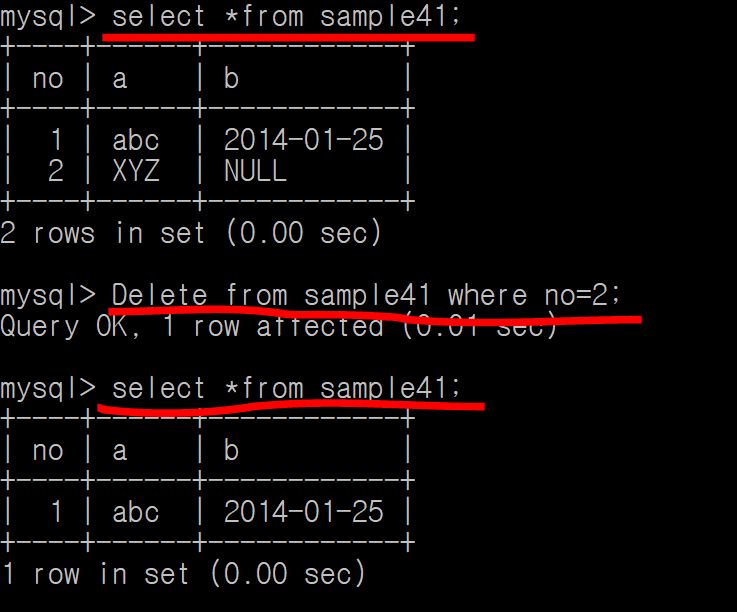 mysql> select *from sample41;
+----+------+------------+
| no | a    | b          |
+----+------+------------+
|  1 | abc  | 2014-01-25 |
|  2 | XYZ  | NULL       |
+----+------+------------+
2 rows in set (0.00 sec)
mysql> Delete from sample41 where no=2;
Query OK, 1 row affected (0.01 sec)
mysql> select *from sample41;
+----+------+------------+
| no | a    | b          |
+----+------+------------+
|  1 | abc  | 2014-01-25 |
+----+------+------------+
1 row in set (0.00 sec)